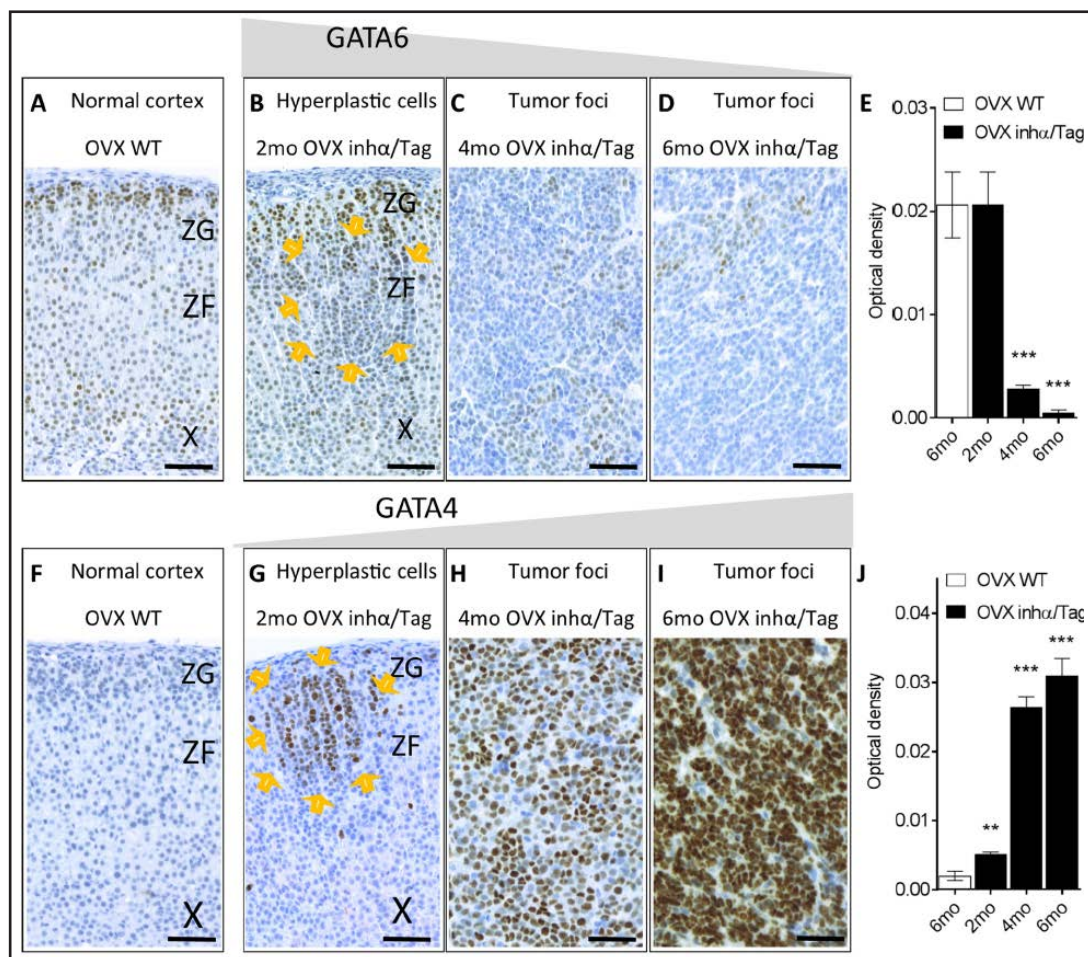 GATA6
A Normal cortex
OVX WT
ZG
ZF
X
B Hyperplastic cells
2mo OVX inhα/Tag
ZG
ZF
X
C Tumor foci
4mo OVX inhα/Tag
D Tumor foci
6mo OVX inhα/Tag
E
OVX WT
OVX inhα/Tag
Optical density
0.03
0.02
0.01
0.00
***
***
6mo
2mo
4mo
6mo
GATA4
F Normal cortex
OVX WT
ZG
ZF
X
G Hyperplastic cells
2mo OVX inhα/Tag
ZG
ZF
X
H Tumor foci
4mo OVX inhα/Tag
I Tumor foci
6mo OVX inhα/Tag
J
OVX WT
OVX inhα/Tag
Optical density
0.04
0.03
0.02
0.01
0.00
**
***
***
6mo
2mo
4mo
6mo